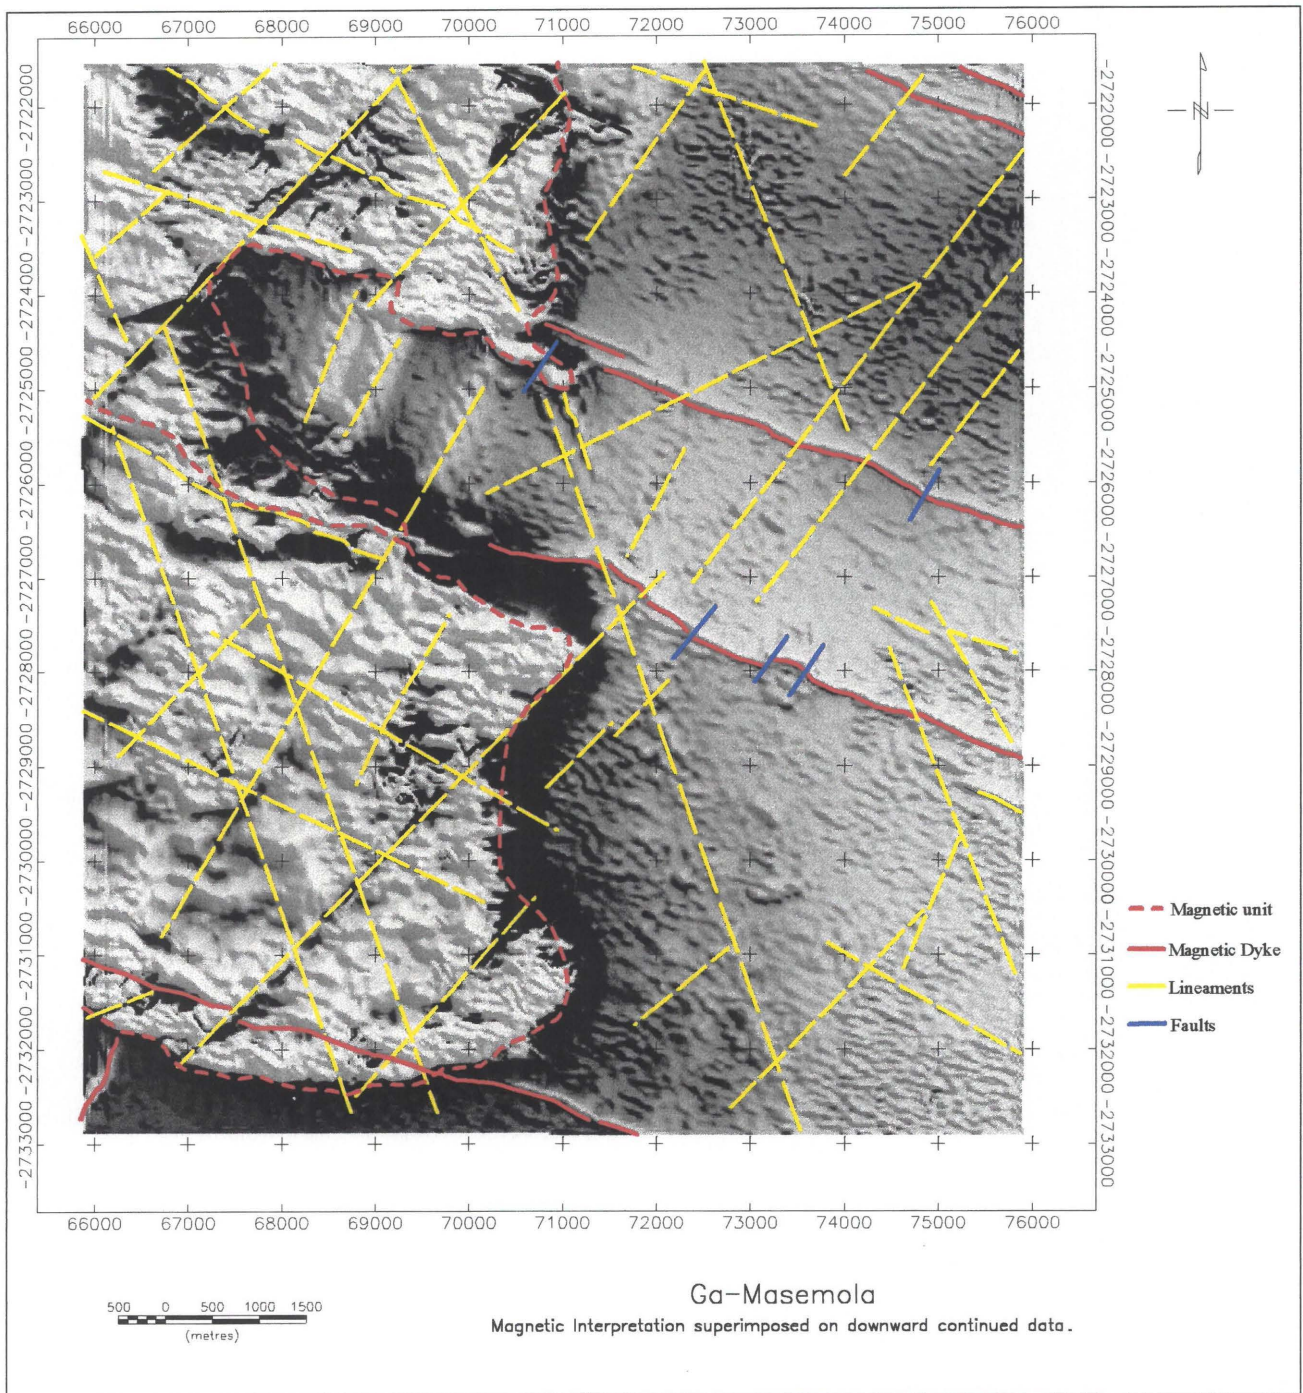 66000 67000 68000 69000 70000 71000 72000 73000 74000 75000 76000
-2722000 -2722000
-2723000 -2723000
-2724000 -2724000
-2725000 -2725000
-2726000 -2726000
-2727000 -2727000
-2728000 -2728000
-2729000 -2729000
-2730000 -2730000
-2731000 -2731000
-2732000 -2732000
-2733000 -2733000
N
Magnetic unit
Magnetic Dyke
Lineaments
Faults
66000 67000 68000 69000 70000 71000 72000 73000 74000 75000 76000
500 0 500 1000 1500
(metres)
Ga-Masemola
Magnetic Interpretation superimposed on downward continued data.